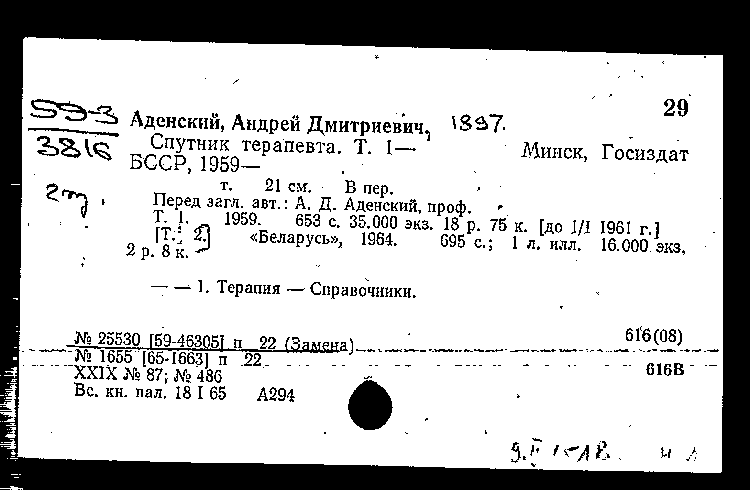 29
59-3
3816
Аденский, Андрей Дмитриевич, 1897.
Спутник терапевта. Т. I— Минск, Госиздат
БССР, 1959—
т. 21 см. В пер.
Перед загл. авт.: А. Д. Аденский, проф.
Т. 1. 1959. 653 с. 35.000 экз. 18 р. 75 к. [до 1/I 1961 г.]
[Т. 2.] «Беларусь», 1964. 695 с.; 1 л. илл. 16.000 экз.
2 р. 8 к.
— — 1. Терапия — Справочники.
№ 25530 [59-46305] п 22 (Замена) 616(08)
№ 1655 [65-1663] п 22
616В
XXIX № 87; № 486
Вс. кн. пал. 18 I 65 А294